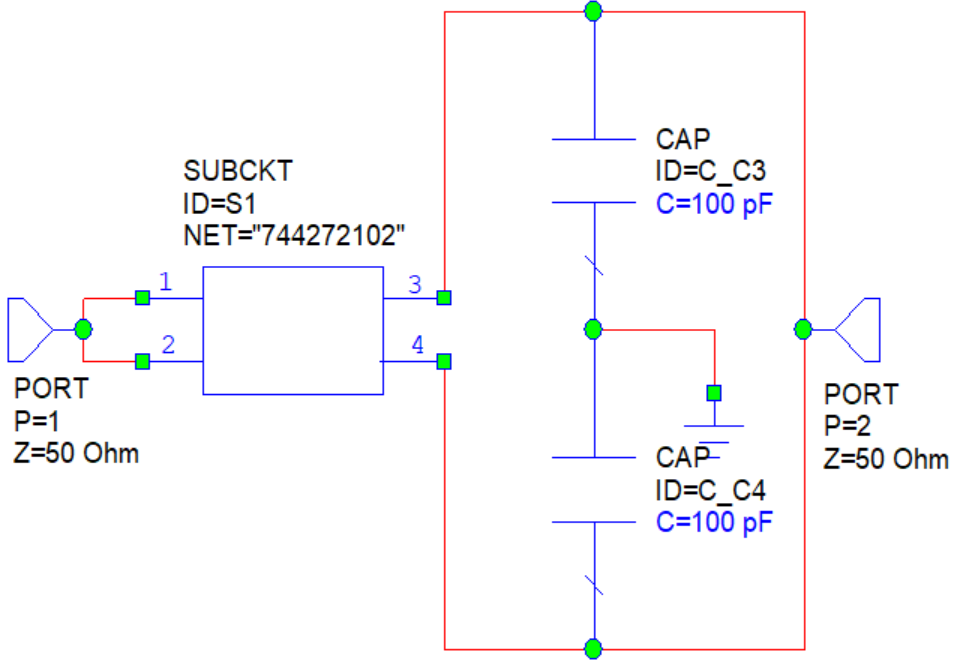 CAP
ID=C_C3
C=100 pF
SUBCKT
ID=S1
NET="744272102"
1
3
2
4
PORT
P=1
Z=50 Ohm
PORT
P=2
Z=50 Ohm
CAP
ID=C_C4
C=100 pF